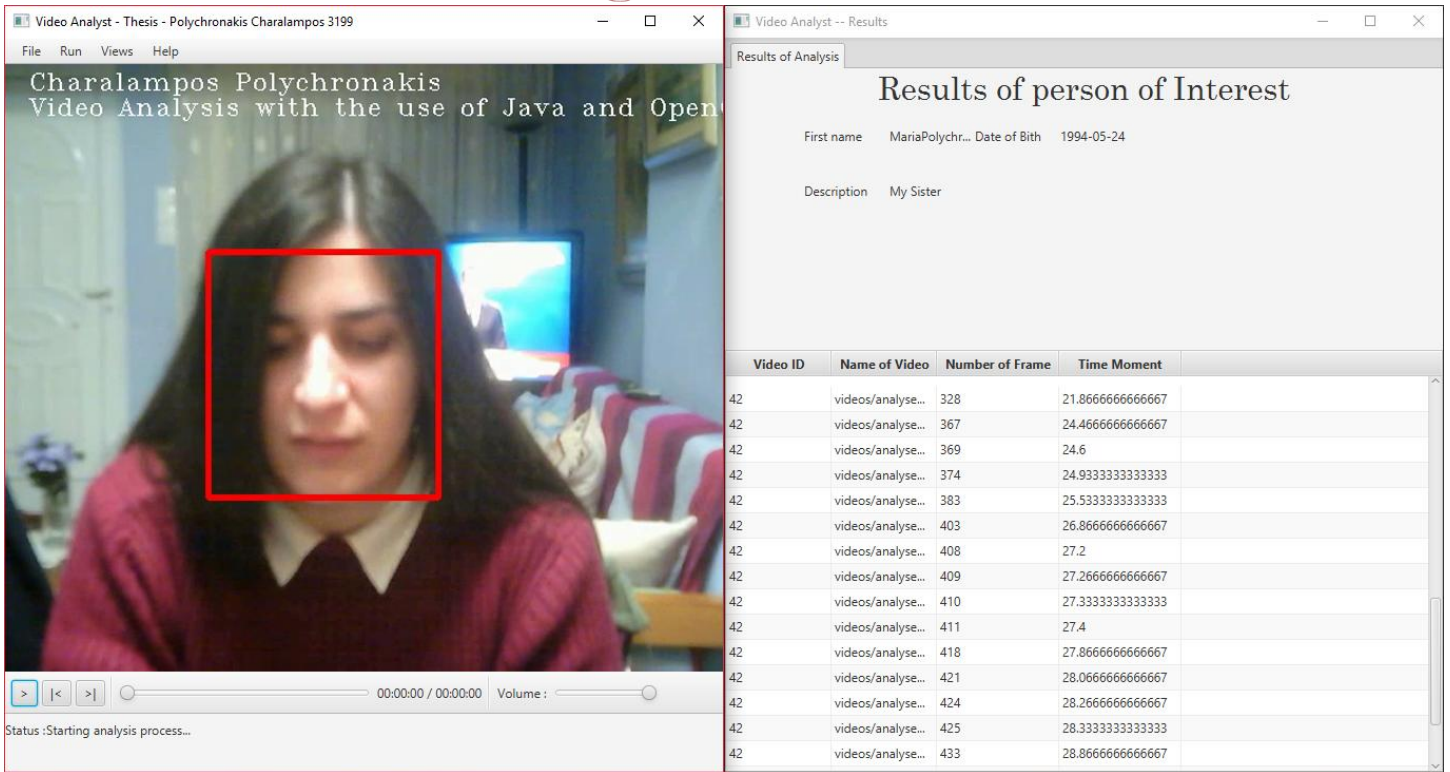 Video Analyst - Thesis - Polychronakis Charalampos 3199
File Run Views Help
Charalampos Polychronakis
Video Analysis with the use of Java and Open
> |< >| 00:00:00 / 00:00:00 Volume :
Status :Starting analysis process...
Video Analyst -- Results
Results of Analysis
Results of person of Interest
First name MariaPolychr... Date of Bith 1994-05-24
Description My Sister
Video ID Name of Video Number of Frame Time Moment
42 videos/analyse... 328 21.8666666666667
42 videos/analyse... 367 24.4666666666667
42 videos/analyse... 369 24.6
42 videos/analyse... 374 24.9333333333333
42 videos/analyse... 383 25.5333333333333
42 videos/analyse... 403 26.8666666666667
42 videos/analyse... 408 27.2
42 videos/analyse... 409 27.2666666666667
42 videos/analyse... 410 27.3333333333333
42 videos/analyse... 411 27.4
42 videos/analyse... 418 27.8666666666667
42 videos/analyse... 421 28.0666666666667
42 videos/analyse... 424 28.2666666666667
42 videos/analyse... 425 28.3333333333333
42 videos/analyse... 433 28.8666666666667